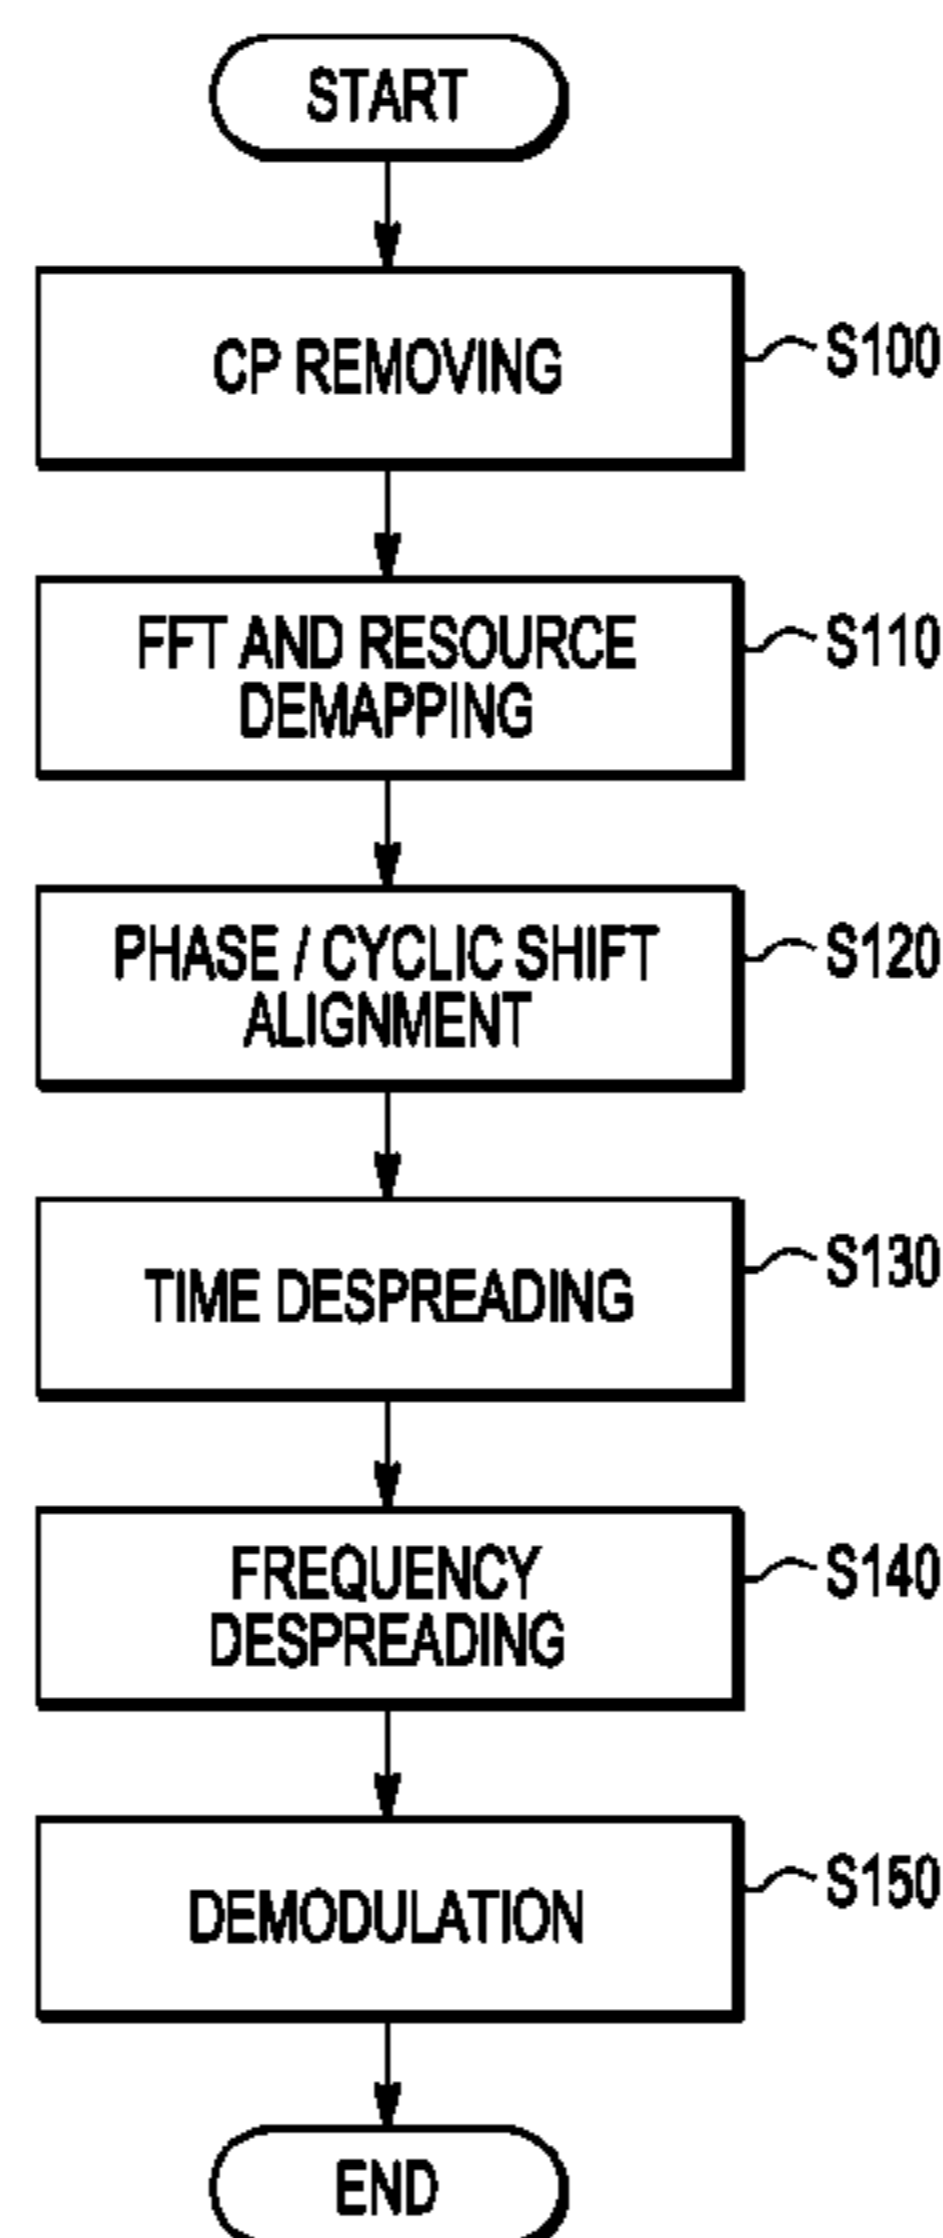 START
CP REMOVING
S100
FFT AND RESOURCE
DEMAPPING
S110
PHASE / CYCLIC SHIFT
ALIGNMENT
S120
TIME DESPREADING
S130
FREQUENCY
DESPREADING
S140
DEMODULATION
S150
END